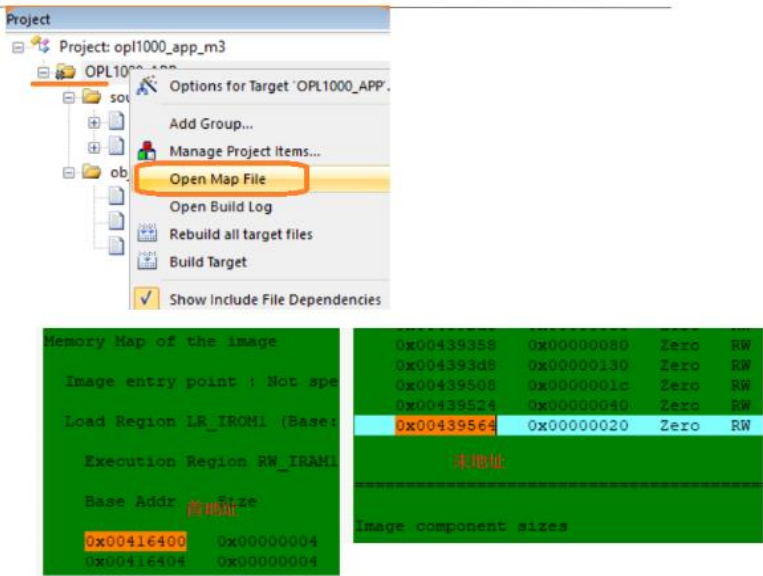 Project
Project: opl1000_app_m3
OPL1000_APP
Options for Target 'OPL1000_APP'.
Add Group...
Manage Project Items...
Open Map File
Open Build Log
Rebuild all target files
Build Target
Show Include File Dependencies
Memory Map of the image
Image entry point : Not spe
Load Region LR_IROM1 (Base:
Execution Region RW_IRAM1
Base Addr Size
首地址
0x00416400 0x00000004
0x00416404 0x00000004
0x00439358 0x00000080 Zero RW
0x004393d8 0x00000130 Zero RW
0x00439508 0x0000001c Zero RW
0x00439524 0x00000040 Zero RW
0x00439564 0x00000020 Zero RW
末地址
Image component sizes